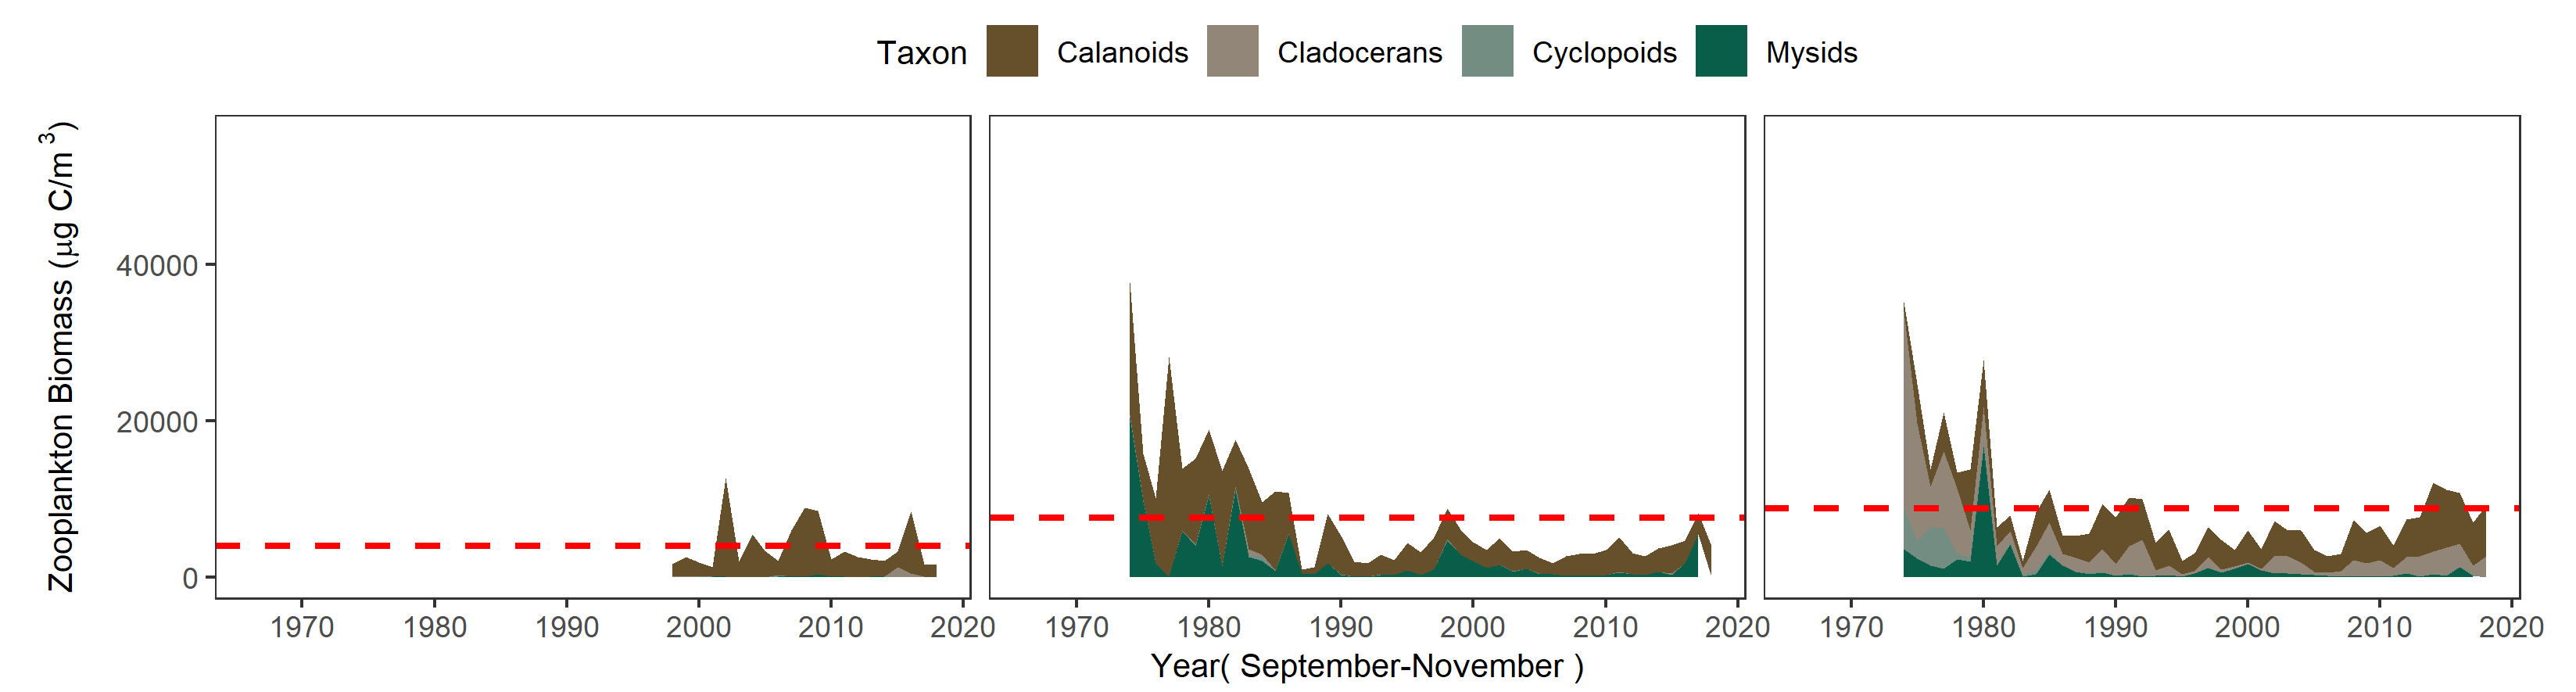 Taxon Calanoids Cladocerans Cyclopoids Mysids
Zooplankton Biomass (μg C/m³)
40000
20000
0
1970 1980 1990 2000 2010 2020 1970 1980 1990 2000 2010 2020 1970 1980 1990 2000 2010 2020
Year( September-November )